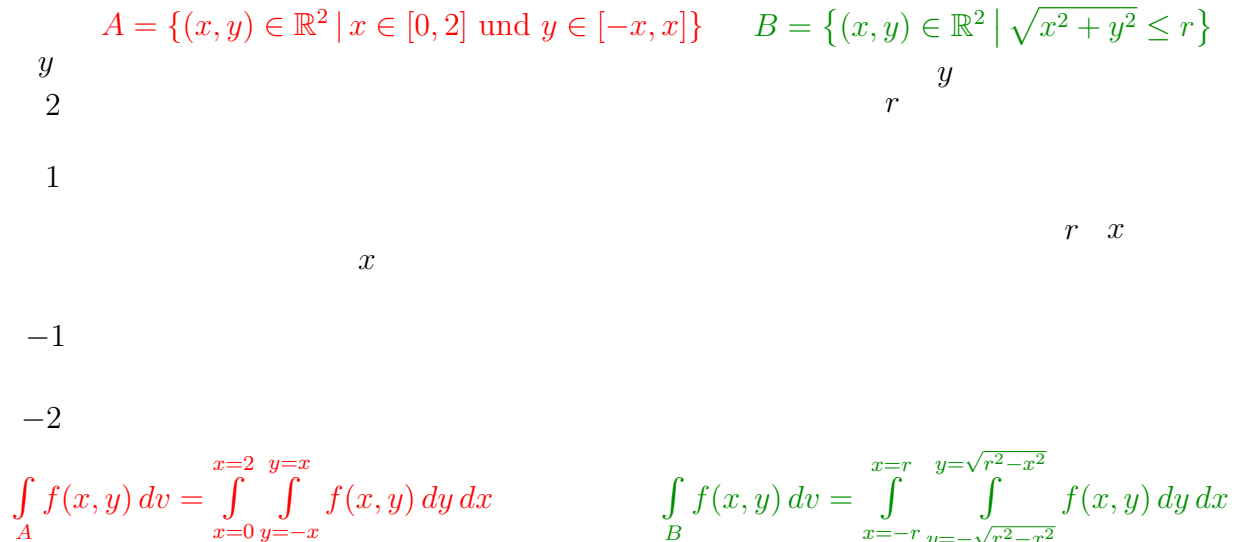 A = {(x, y) ∈ ℝ² | x ∈ [0, 2] und y ∈ [−x, x]} B = {(x, y) ∈ ℝ² | √(x² + y²) ≤ r}
y y
2 r
1
r x
x
−1
−2
∫_A f(x, y) dv = ∫_{x=0}^{x=2} ∫_{y=−x}^{y=x} f(x, y) dy dx ∫_B f(x, y) dv = ∫_{x=−r}^{x=r} ∫_{y=−√(r²−x²)}^{y=√(r²−x²)} f(x, y) dy dx